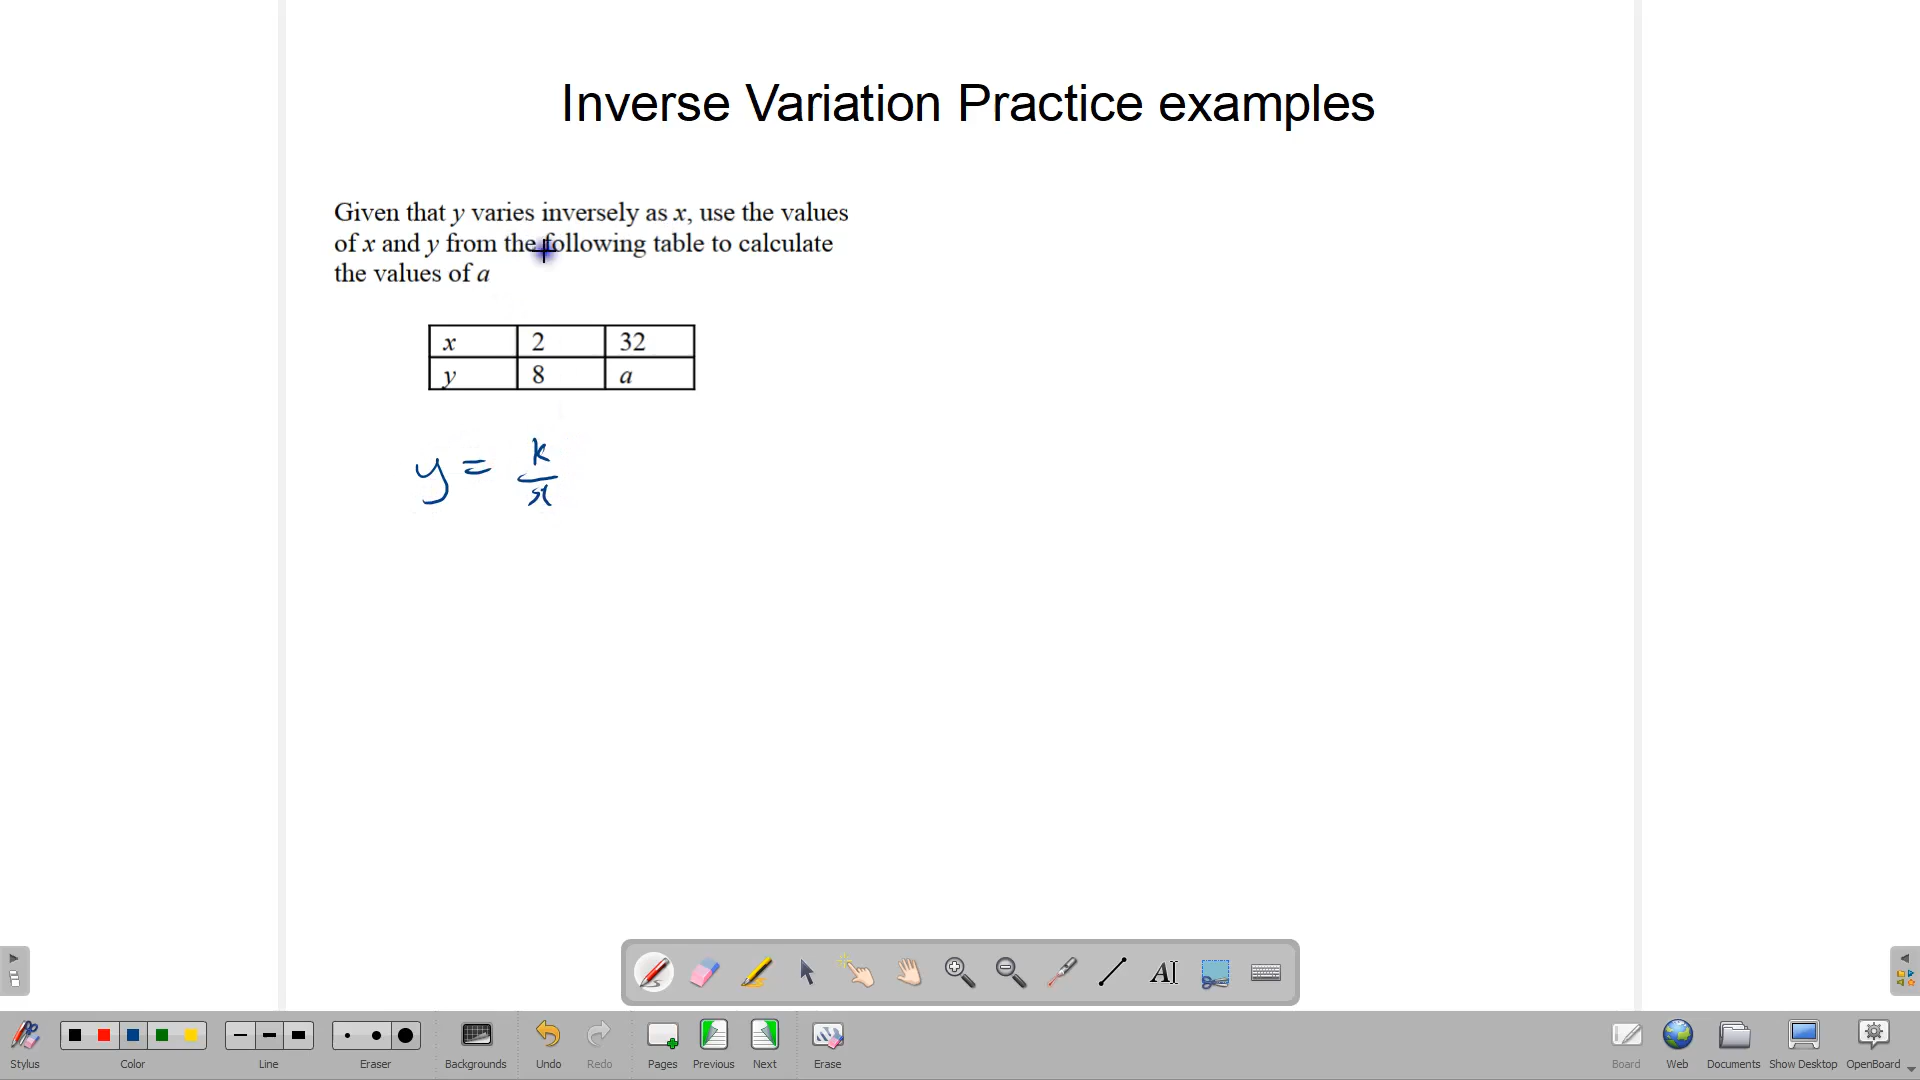 Inverse Variation Practice examples
Given that y varies inversely as x, use the values
of x and y from the following table to calculate
the values of a
x 2 32
y 8 a
y = k/x
AI
Stylus
Color
Line
Eraser
Backgrounds
Undo
Redo
Pages
Previous
Next
Erase
Board
Web
Documents
Show Desktop
OpenBoard